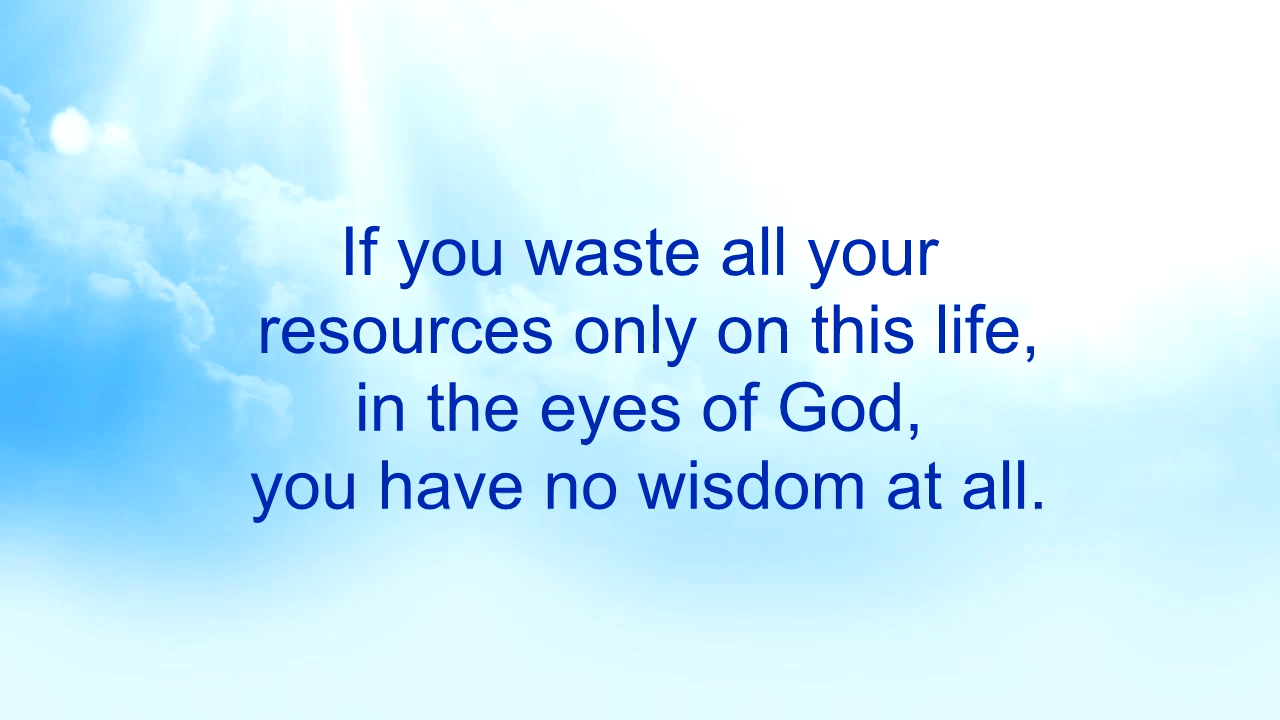 If you waste all your
resources only on this life,
in the eyes of God,
you have no wisdom at all.